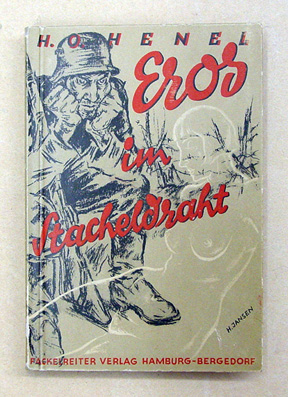 H. O. HENEL
Eros
im
Stacheldraht
H. JANSEN
FACKELREITER VERLAG HAMBURG-BERGEDORF